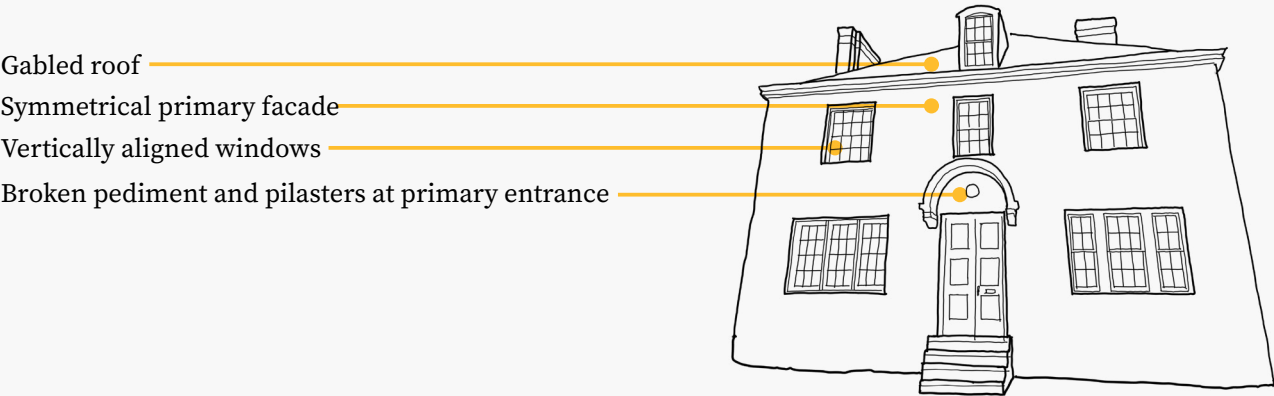 Gabled roof
Symmetrical primary facade
Vertically aligned windows
Broken pediment and pilasters at primary entrance